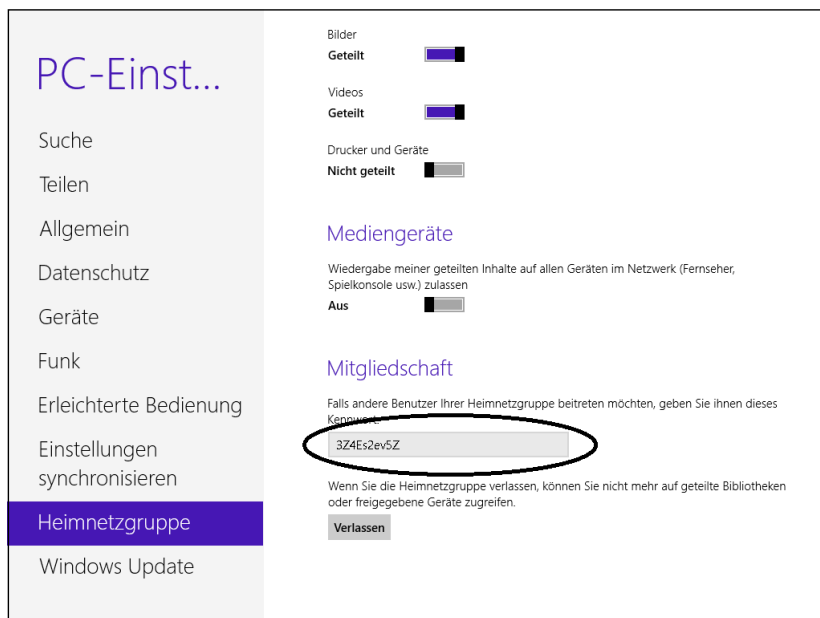 PC-Einst...
Suche
Teilen
Allgemein
Datenschutz
Geräte
Funk
Erleichterte Bedienung
Einstellungen
synchronisieren
Heimnetzgruppe
Windows Update
Bilder
Geteilt
Videos
Geteilt
Drucker und Geräte
Nicht geteilt
Mediengeräte
Wiedergabe meiner geteilten Inhalte auf allen Geräten im Netzwerk (Fernseher,
Spielkonsole usw.) zulassen
Aus
Mitgliedschaft
Falls andere Benutzer Ihrer Heimnetzgruppe beitreten möchten, geben Sie ihnen dieses
Kennwort:
3Z4Es2ev5Z
Wenn Sie die Heimnetzgruppe verlassen, können Sie nicht mehr auf geteilte Bibliotheken
oder freigegebene Geräte zugreifen.
Verlassen